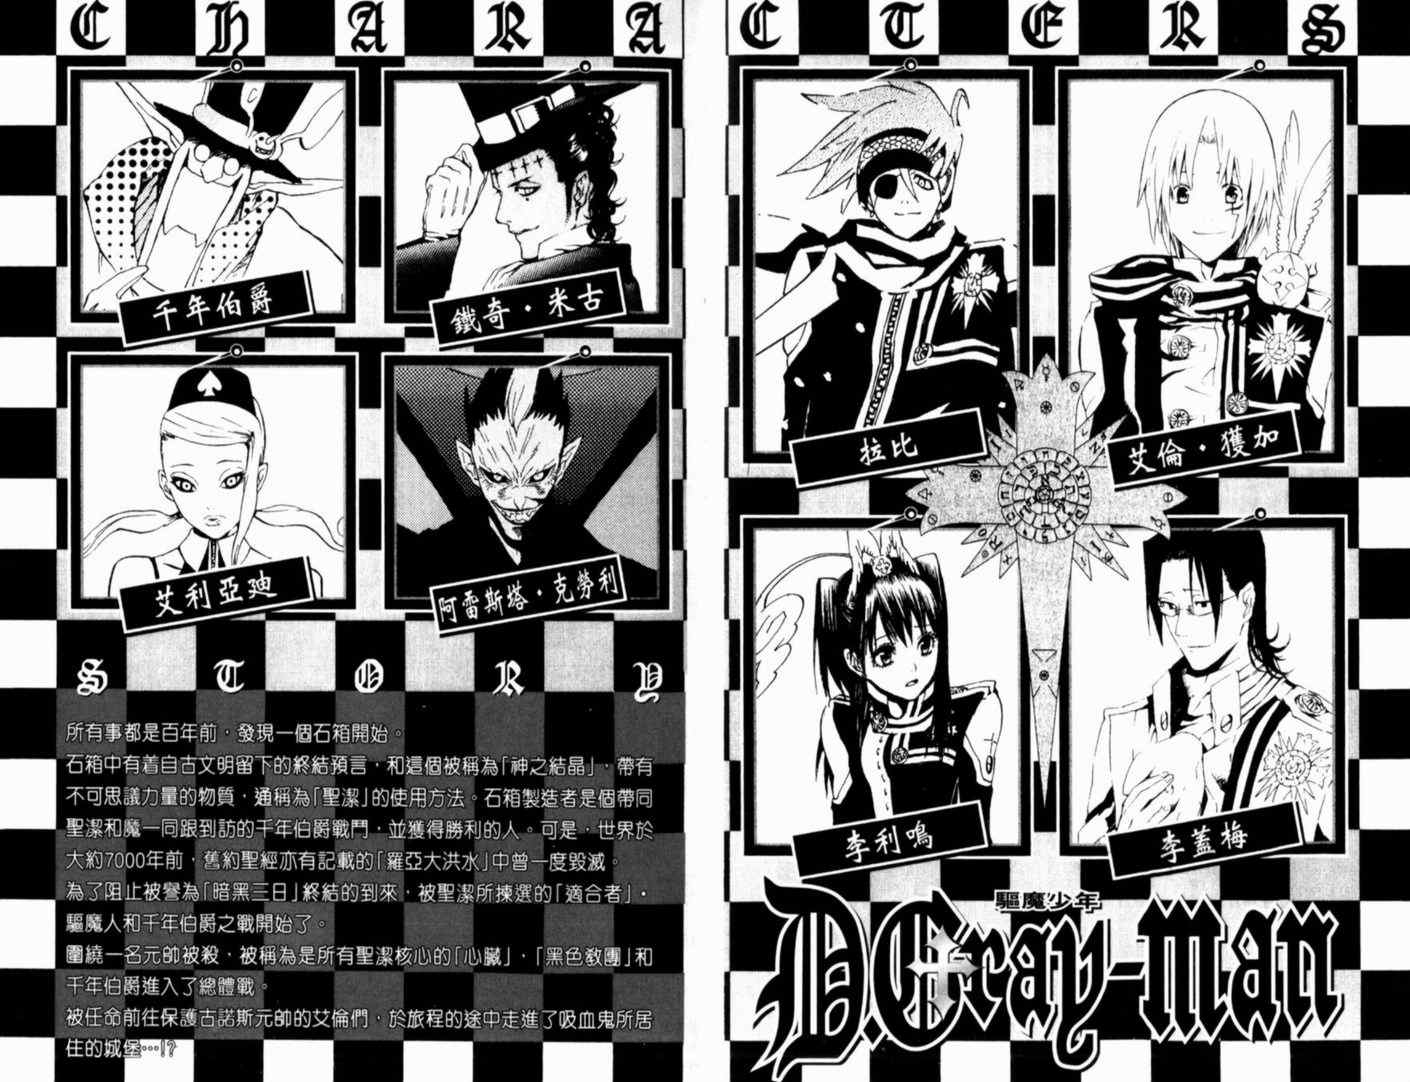 CHARA
CTERS
千年伯爵
鐵奇・米古
拉比
艾倫・獲加
艾利亞廸
阿雷斯塔・克勞利
李利鳴
李蓋梅
STORY
所有事都是百年前，發現一個石箱開始。
石箱中有着自古文明留下的終結預言，和這個被稱為「神之結晶」，帶有
不可思議力量的物質，通稱為「聖潔」的使用方法。石箱製造者是個帶同
聖潔和魔一同跟到訪的千年伯爵戰鬥，並獲得勝利的人。可是，世界於
大約7000年前，舊約聖經亦有記載的「羅亞大洪水」中曾一度毀滅。
為了阻止被譽為「暗黑三日」終結的到來，被聖潔所揀選的「適合者」，
驅魔人和千年伯爵之戰開始了。
圍繞一名元帥被殺，被稱為是所有聖潔核心的「心臟」，「黑色教團」和
千年伯爵進入了總體戰。
被任命前往保護古諾斯元帥的艾倫們，於旅程的途中走進了吸血鬼所居
住的城堡…!?
驅魔少年
D.Gray-man